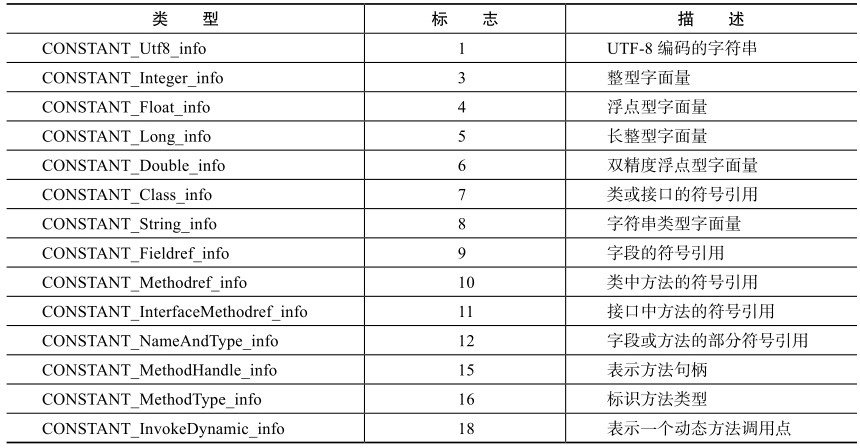 类 型 标 志 描 述
CONSTANT_Utf8_info 1 UTF-8 编码的字符串
CONSTANT_Integer_info 3 整型字面量
CONSTANT_Float_info 4 浮点型字面量
CONSTANT_Long_info 5 长整型字面量
CONSTANT_Double_info 6 双精度浮点型字面量
CONSTANT_Class_info 7 类或接口的符号引用
CONSTANT_String_info 8 字符串类型字面量
CONSTANT_Fieldref_info 9 字段的符号引用
CONSTANT_Methodref_info 10 类中方法的符号引用
CONSTANT_InterfaceMethodref_info 11 接口中方法的符号引用
CONSTANT_NameAndType_info 12 字段或方法的部分符号引用
CONSTANT_MethodHandle_info 15 表示方法句柄
CONSTANT_MethodType_info 16 标识方法类型
CONSTANT_InvokeDynamic_info 18 表示一个动态方法调用点